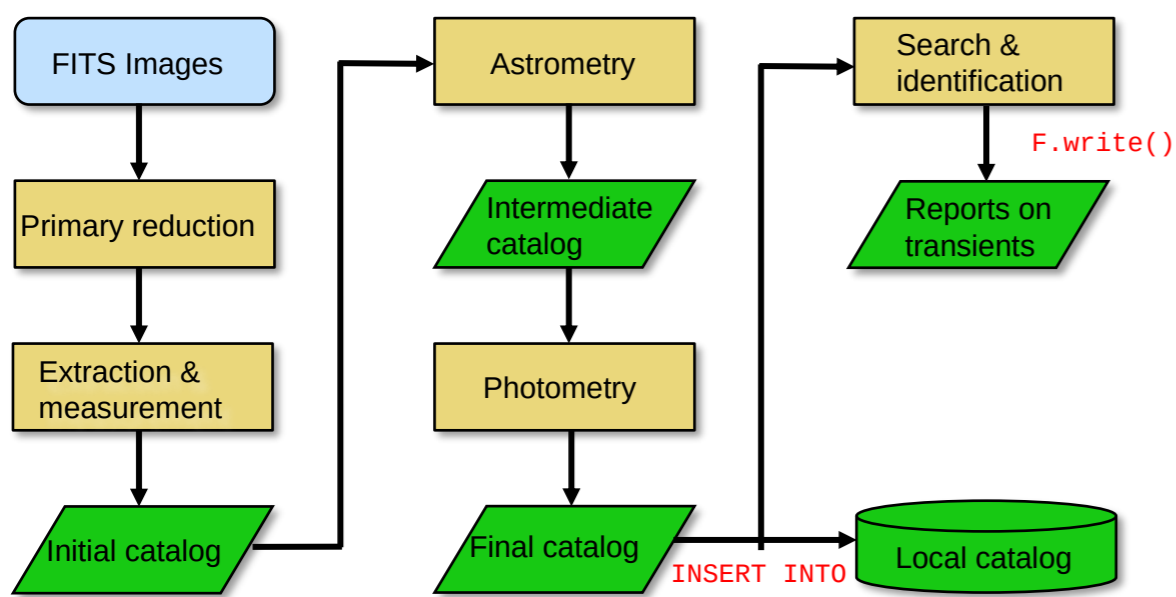 FITS Images
Primary reduction
Extraction &
measurement
Initial catalog
Astrometry
Intermediate
catalog
Photometry
Final catalog
INSERT INTO
Search &
identification
F.write()
Reports on
transients
Local catalog